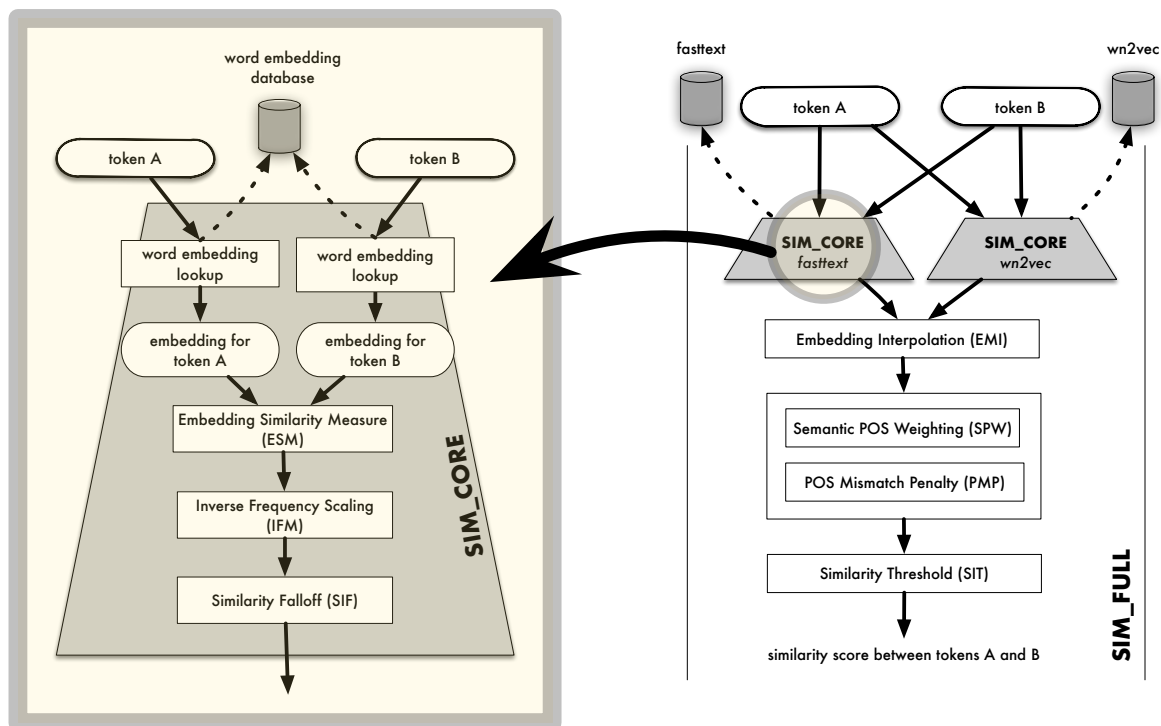 word embedding
database
token A
token B
word embedding
lookup
word embedding
lookup
embedding for
token A
embedding for
token B
Embedding Similarity Measure
(ESM)
Inverse Frequency Scaling
(IFM)
Similarity Falloff (SIF)
SIM_CORE
fasttext
wn2vec
token A
token B
SIM_CORE
fasttext
SIM_CORE
wn2vec
Embedding Interpolation (EMI)
Semantic POS Weighting (SPW)
POS Mismatch Penalty (PMP)
Similarity Threshold (SIT)
similarity score between tokens A and B
SIM_FULL